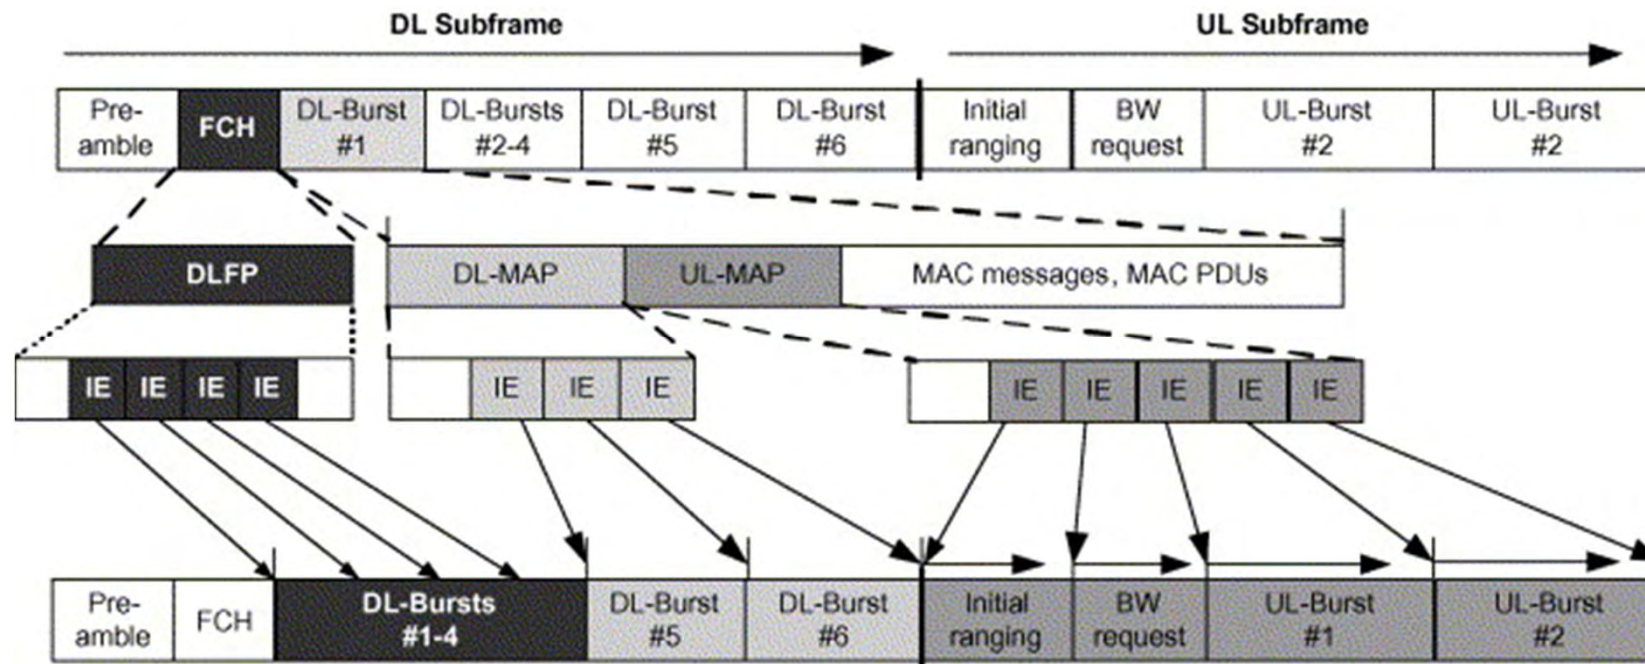 DL Subframe
UL Subframe
Pre-
amble
FCH
DL-Burst
#1
DL-Bursts
#2-4
DL-Burst
#5
DL-Burst
#6
Initial
ranging
BW
request
UL-Burst
#2
UL-Burst
#2
DLFP
DL-MAP
UL-MAP
MAC messages, MAC PDUs
IE IE IE IE
IE IE IE
IE IE IE IE IE
Pre-
amble
FCH
DL-Bursts
#1-4
DL-Burst
#5
DL-Burst
#6
Initial
ranging
BW
request
UL-Burst
#1
UL-Burst
#2